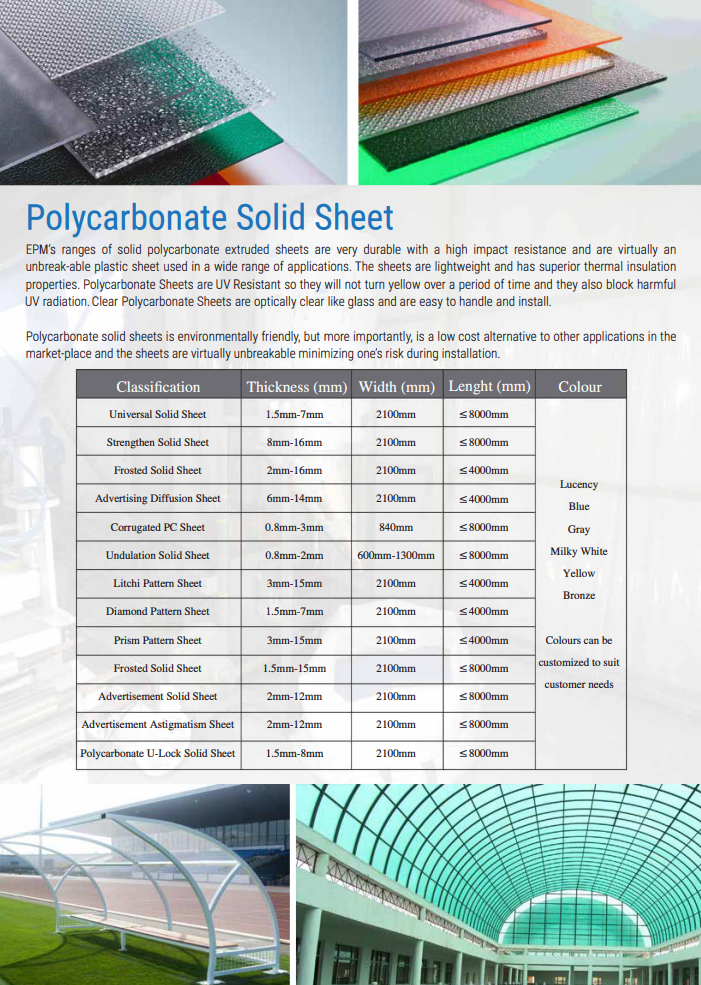 Polycarbonate Solid Sheet
EPM's ranges of solid polycarbonate extruded sheets are very durable with a high impact resistance and are virtually an
unbreak-able plastic sheet used in a wide range of applications. The sheets are lightweight and has superior thermal insulation
properties. Polycarbonate Sheets are UV Resistant so they will not turn yellow over a period of time and they also block harmful
UV radiation. Clear Polycarbonate Sheets are optically clear like glass and are easy to handle and install.
Polycarbonate solid sheets is environmentally friendly, but more importantly, is a low cost alternative to other applications in the
market-place and the sheets are virtually unbreakable minimizing one's risk during installation.
Classification Thickness (mm) Width (mm) Lenght (mm) Colour
Universal Solid Sheet 1.5mm-7mm 2100mm ≤8000mm
Strengthen Solid Sheet 8mm-16mm 2100mm ≤8000mm
Frosted Solid Sheet 2mm-16mm 2100mm ≤4000mm
Advertising Diffusion Sheet 6mm-14mm 2100mm ≤4000mm
Corrugated PC Sheet 0.8mm-3mm 840mm ≤8000mm
Undulation Solid Sheet 0.8mm-2mm 600mm-1300mm ≤8000mm
Litchi Pattern Sheet 3mm-15mm 2100mm ≤4000mm
Diamond Pattern Sheet 1.5mm-7mm 2100mm ≤4000mm
Prism Pattern Sheet 3mm-15mm 2100mm ≤4000mm
Frosted Solid Sheet 1.5mm-15mm 2100mm ≤8000mm
Advertisement Solid Sheet 2mm-12mm 2100mm ≤8000mm
Advertisement Astigmatism Sheet 2mm-12mm 2100mm ≤8000mm
Polycarbonate U-Lock Solid Sheet 1.5mm-8mm 2100mm ≤8000mm
Lucency
Blue
Gray
Milky White
Yellow
Bronze
Colours can be
customized to suit
customer needs